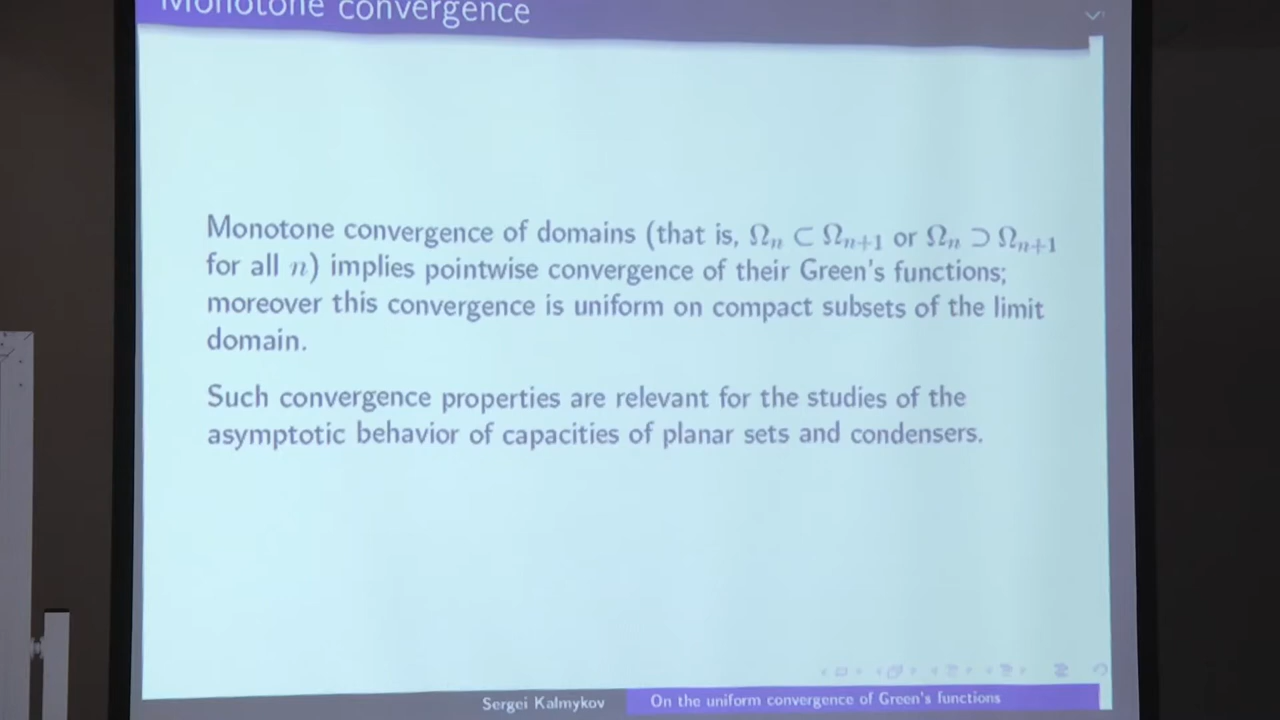 Monotone convergence
Monotone convergence of domains (that is, Ωₙ ⊂ Ωₙ₊₁ or Ωₙ ⊃ Ωₙ₊₁
for all n) implies pointwise convergence of their Green's functions;
moreover this convergence is uniform on compact subsets of the limit
domain.
Such convergence properties are relevant for the studies of the
asymptotic behavior of capacities of planar sets and condensers.
Sergei Kalmykov
On the uniform convergence of Green's functions